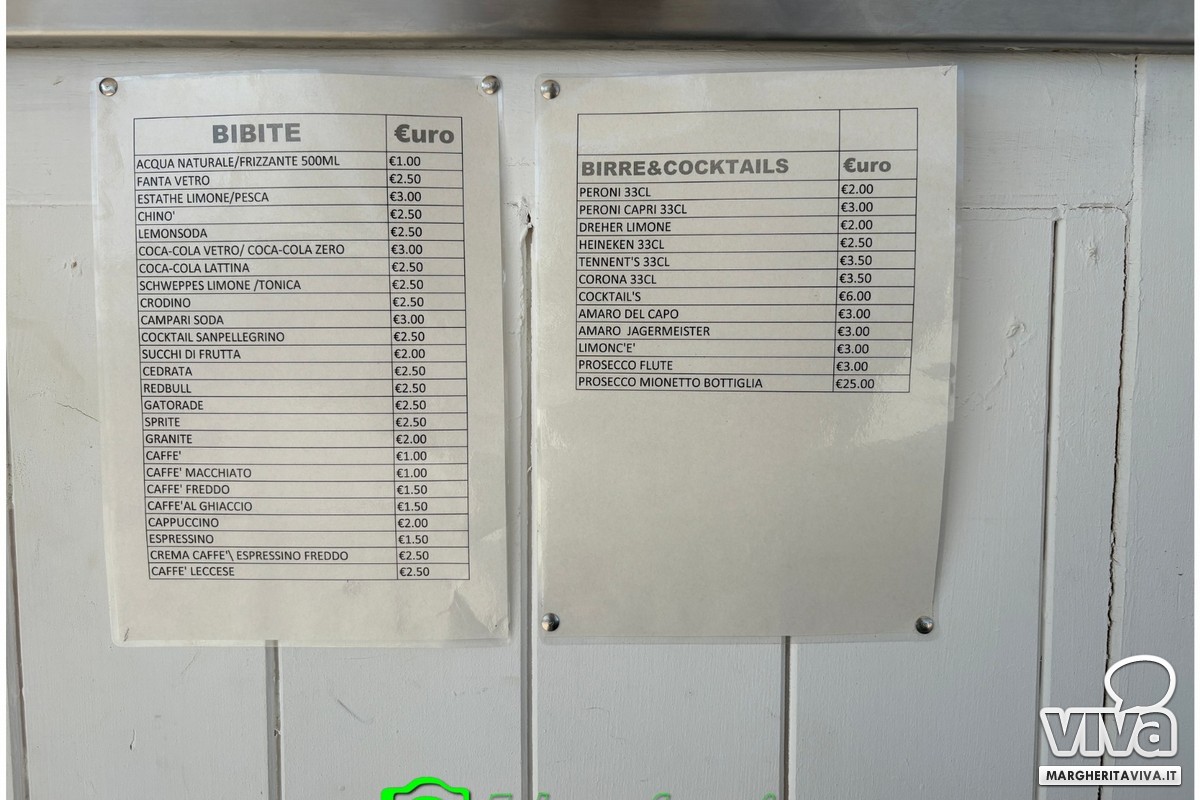 BIBITE €uro
ACQUA NATURALE/FRIZZANTE 500ML €1.00
FANTA VETRO €2.50
ESTATHE LIMONE/PESCA €3.00
CHINO' €2.50
LEMONSODA €2.50
COCA-COLA VETRO/ COCA-COLA ZERO €3.00
COCA-COLA LATTINA €2.50
SCHWEPPES LIMONE /TONICA €2.50
CRODINO €2.50
CAMPARI SODA €3.00
COCKTAIL SANPELLEGRINO €2.50
SUCCHI DI FRUTTA €2.00
CEDRATA €2.50
REDBULL €2.50
GATORADE €2.50
SPRITE €2.50
GRANITE €2.00
CAFFE' €1.00
CAFFE' MACCHIATO €1.00
CAFFE' FREDDO €1.50
CAFFE'AL GHIACCIO €1.50
CAPPUCCINO €2.00
ESPRESSINO €1.50
CREMA CAFFE'\ ESPRESSINO FREDDO €2.50
CAFFE' LECCESE €2.50
BIRRE&COCKTAILS €uro
PERONI 33CL €2.00
PERONI CAPRI 33CL €3.00
DREHER LIMONE €2.00
HEINEKEN 33CL €2.50
TENNENT'S 33CL €3.50
CORONA 33CL €3.50
COCKTAIL'S €6.00
AMARO DEL CAPO €3.00
AMARO JAGERMEISTER €3.00
LIMONC'E' €3.00
PROSECCO FLUTE €3.00
PROSECCO MIONETTO BOTTIGLIA €25.00
viva
MARGHERITAVIVA.IT